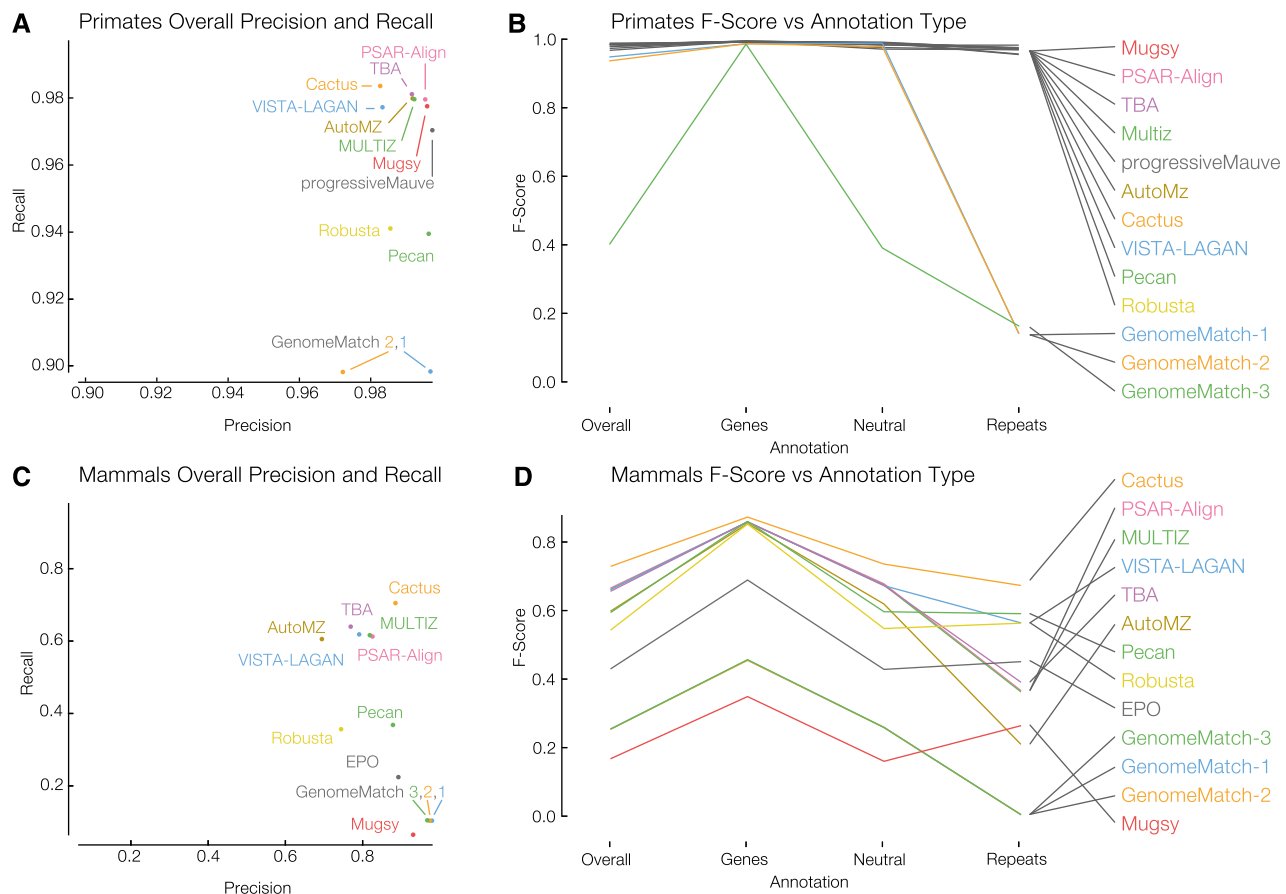 A
Primates Overall Precision and Recall
PSAR-Align
TBA
Cactus
0.98
VISTA-LAGAN
AutoMZ
MULTIZ
Mugsy
0.96
progressiveMauve
Recall
0.94
Robusta
Pecan
0.92
GenomeMatch 2,1
0.90
0.90 0.92 0.94 0.96 0.98
Precision
B
Primates F-Score vs Annotation Type
1.0
0.8
0.6
F-Score
0.4
0.2
0.0
Overall Genes Neutral Repeats
Annotation
Mugsy
PSAR-Align
TBA
Multiz
progressiveMauve
AutoMz
Cactus
VISTA-LAGAN
Pecan
Robusta
GenomeMatch-1
GenomeMatch-2
GenomeMatch-3
C
Mammals Overall Precision and Recall
0.8
Cactus
TBA
AutoMZ
MULTIZ
0.6
VISTA-LAGAN
PSAR-Align
Recall
0.4
Pecan
Robusta
EPO
0.2
GenomeMatch 3,2,1
Mugsy
0.2 0.4 0.6 0.8
Precision
D
Mammals F-Score vs Annotation Type
0.8
0.6
F-Score
0.4
0.2
0.0
Overall Genes Neutral Repeats
Annotation
Cactus
PSAR-Align
MULTIZ
VISTA-LAGAN
TBA
AutoMZ
Pecan
Robusta
EPO
GenomeMatch-3
GenomeMatch-1
GenomeMatch-2
Mugsy